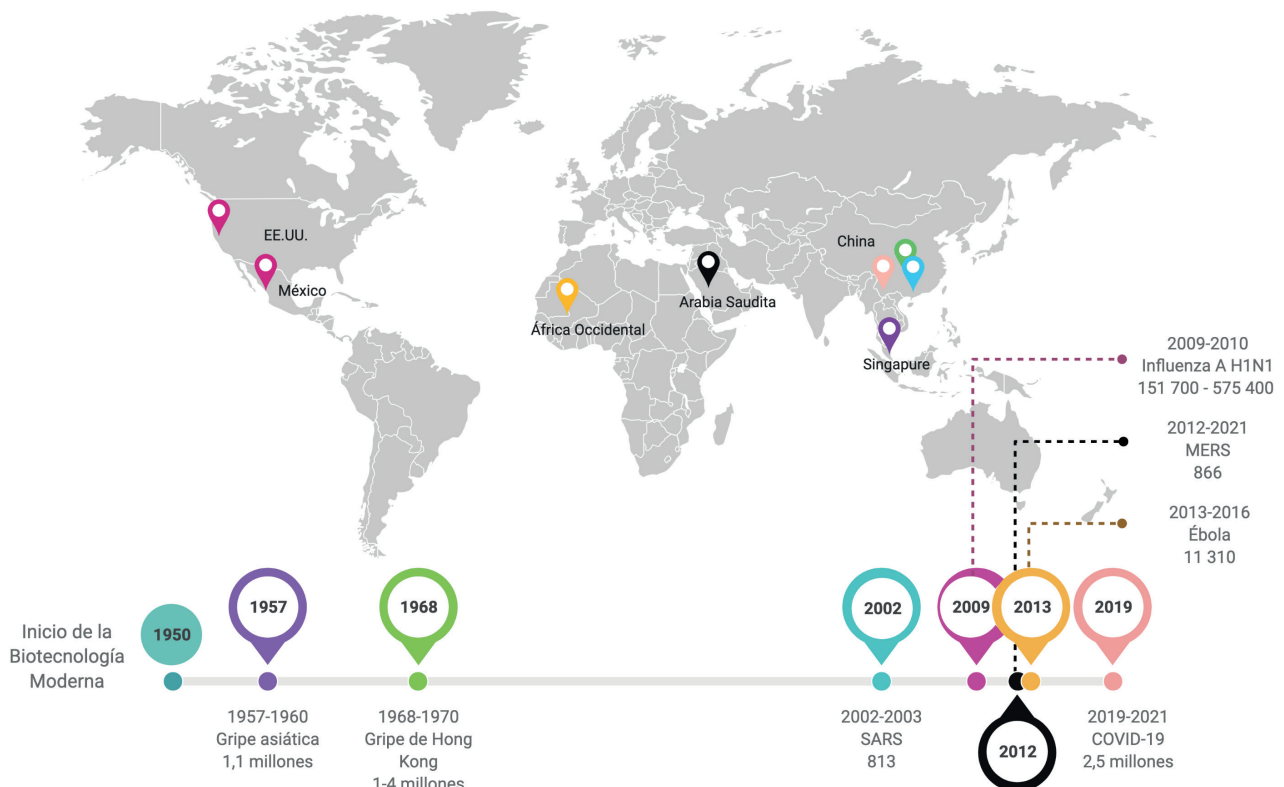 EE.UU.
México
África Occidental
Arabia Saudita
China
Singapure
2009-2010
Influenza A H1N1
151 700 - 575 400
2012-2021
MERS
866
2013-2016
Ébola
11 310
Inicio de la
Biotecnología
Moderna
1950
1957
1968
2002
2009
2013
2019
1957-1960
Gripe asiática
1,1 millones
1968-1970
Gripe de Hong
Kong
1-4 millones
2002-2003
SARS
813
2012
2019-2021
COVID-19
2,5 millones